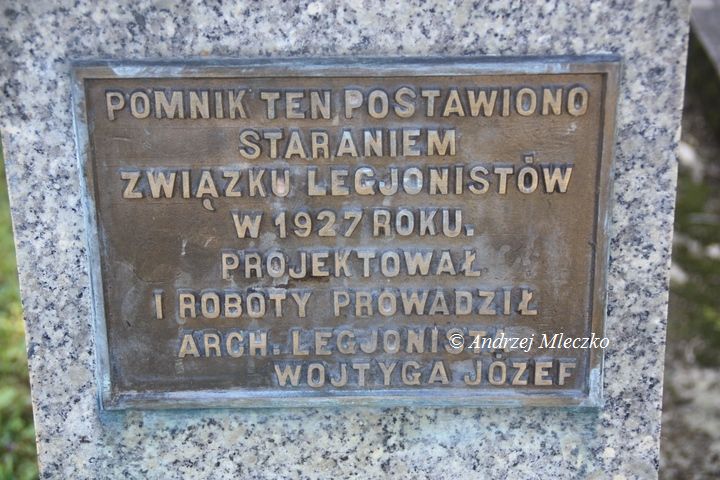 POMNIK TEN POSTAWIONO
STARANIEM
ZWIĄZKU LEGJONISTÓW
W 1927 ROKU.
PROJEKTOWAŁ
I ROBOTY PROWADZIŁ
ARCH. LEGJONISTA
© Andrzej Mleczko
WOJTYGA JÓZEF